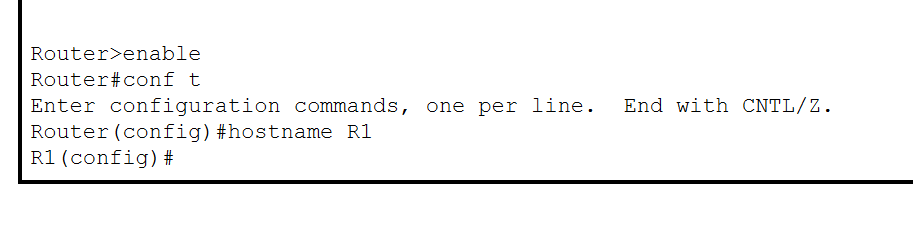 Router>enable
Router#conf t
Enter configuration commands, one per line.  End with CNTL/Z.
Router(config)#hostname R1
R1(config)#